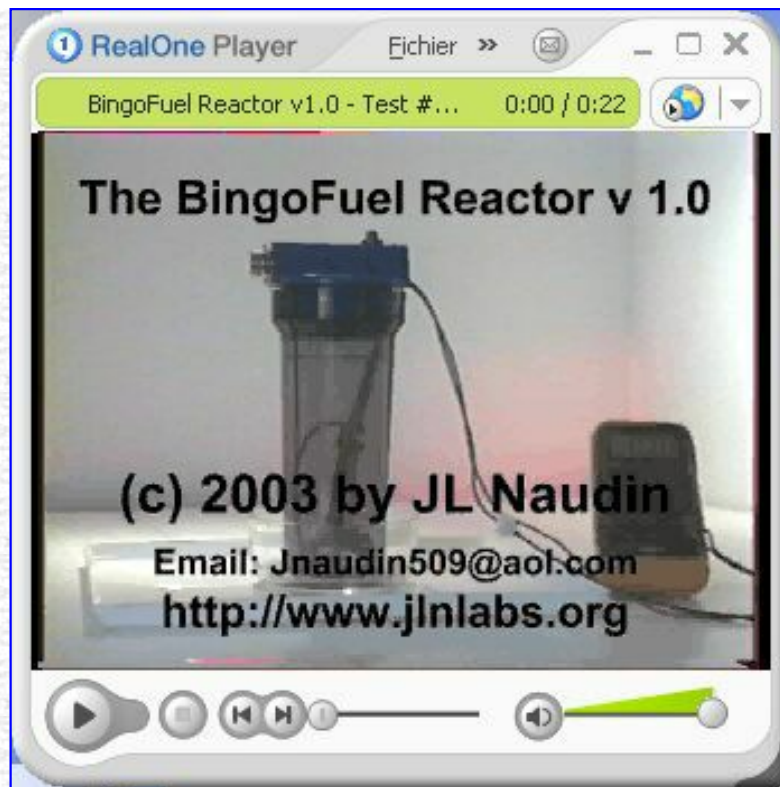 RealOne Player Fichier »
BingoFuel Reactor v1.0 - Test #... 0:00 / 0:22
The BingoFuel Reactor v 1.0
(c) 2003 by JL Naudin
Email: Jnaudin509@aol.com
http://www.jlnlabs.org